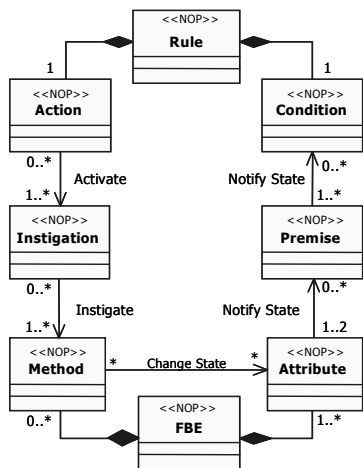 <<NOP>>
Rule
1
1
<<NOP>>
Action
<<NOP>>
Condition
0..*
0..*
Activate
Notify State
1..*
1..*
<<NOP>>
Instigation
<<NOP>>
Premise
0..*
0..*
Instigate
Notify State
1..*
1..2
<<NOP>>
Method
*
Change State
*
<<NOP>>
Attribute
0..*
<<NOP>>
FBE
1..*